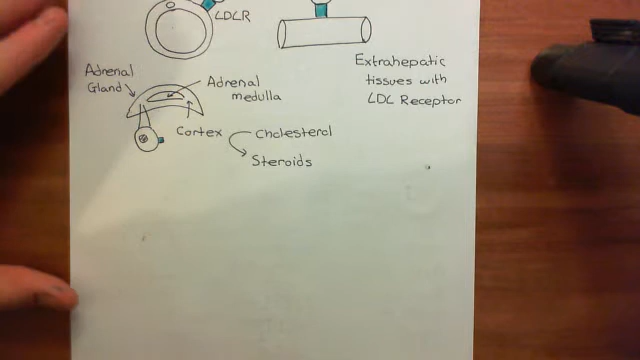 LDLR
Extrahepatic
tissues with
LDL Receptor
Adrenal
Gland
Adrenal
medulla
Cortex
Cholesterol
Steroids